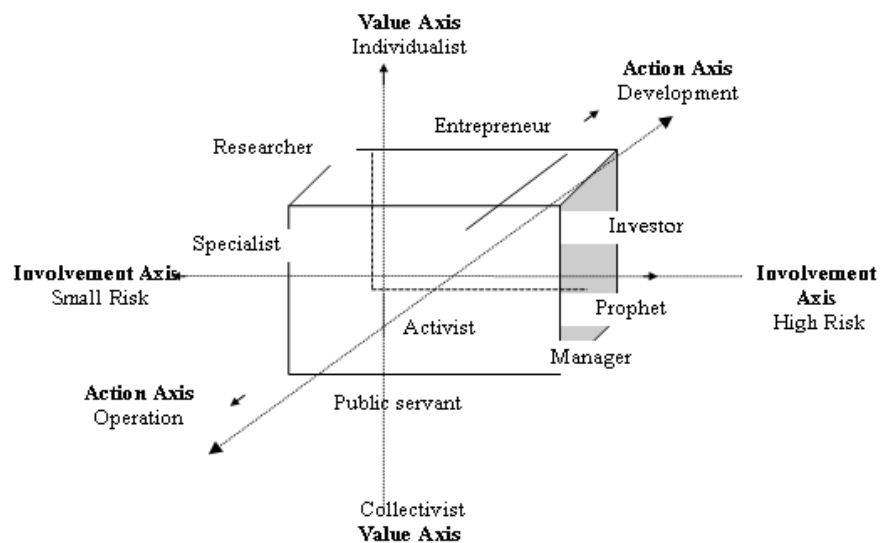 Value Axis
Individualist
Action Axis
Development
Entrepreneur
Researcher
Investor
Specialist
Involvement Axis
Small Risk
Involvement
Axis
High Risk
Prophet
Activist
Manager
Action Axis
Operation
Public servant
Collectivist
Value Axis